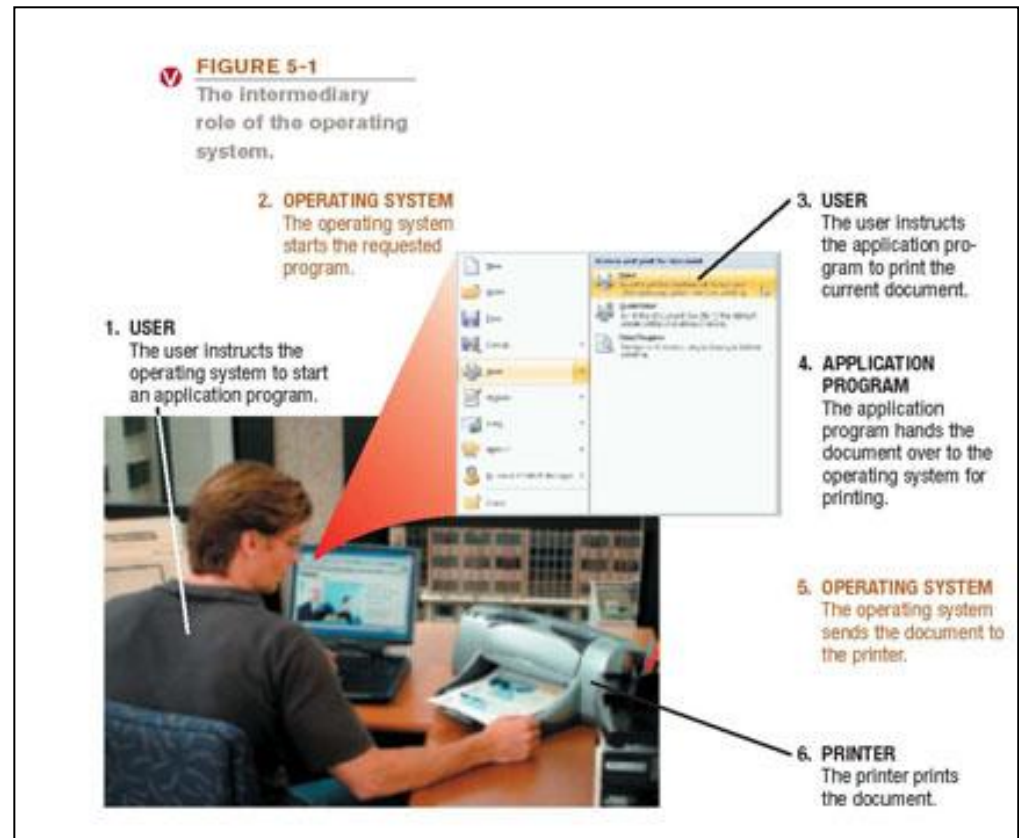 FIGURE 5-1
The intermediary
role of the operating
system.
2. OPERATING SYSTEM
The operating system
starts the requested
program.
1. USER
The user instructs the
operating system to start
an application program.
3. USER
The user instructs
the application pro-
gram to print the
current document.
4. APPLICATION
PROGRAM
The application
program hands the
document over to the
operating system for
printing.
5. OPERATING SYSTEM
The operating system
sends the document to
the printer.
6. PRINTER
The printer prints
the document.